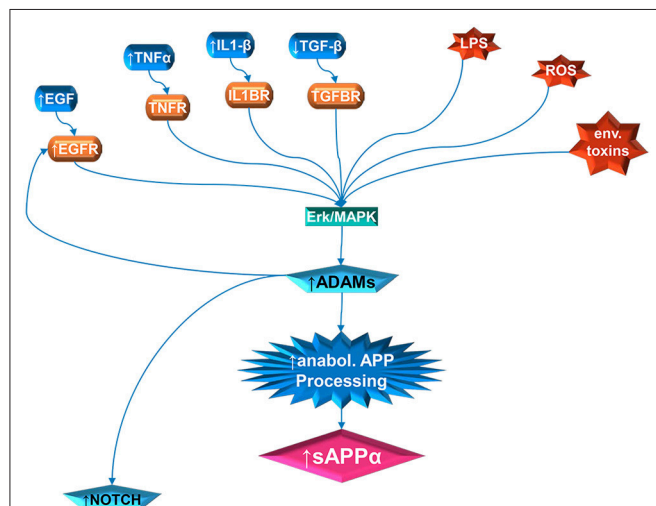 ↑IL1-β
↓TGF-β
LPS
↑TNFα
ROS
↑EGF
TNFR
IL1BR
TGFBR
env.
toxins
↑EGFR
Erk/MAPK
↑ADAMs
↑anabol. APP
Processing
↑sAPPα
↑NOTCH